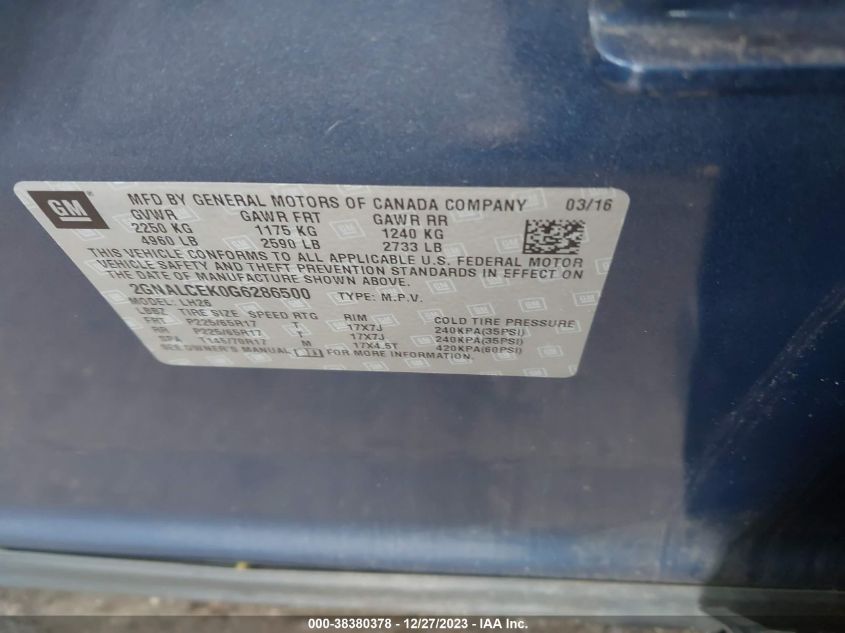 GM
MFD BY GENERAL MOTORS OF CANADA COMPANY 03/16
GVWR GAWR FRT GAWR RR
2250 KG 1175 KG 1240 KG
4960 LB 2590 LB 2733 LB
THIS VEHICLE CONFORMS TO ALL APPLICABLE U.S. FEDERAL MOTOR
VEHICLE SAFETY AND THEFT PREVENTION STANDARDS IN EFFECT ON
THE DATE OF MANUFACTURE SHOWN ABOVE.
2GNALCEK0G6286500 TYPE: M.P.V.
MODEL: LH26
LBBZ TIRE SIZE SPEED RTG RIM COLD TIRE PRESSURE
FRT P225/65R17 T 17X7J 240KPA(35PSI)
RR P225/65R17 T 17X7J 240KPA(35PSI)
SPA T145/70R17 M 17X4.5T 420KPA(60PSI)
SEE OWNER'S MANUAL FOR MORE INFORMATION.
000-38380378 - 12/27/2023 - IAA Inc.